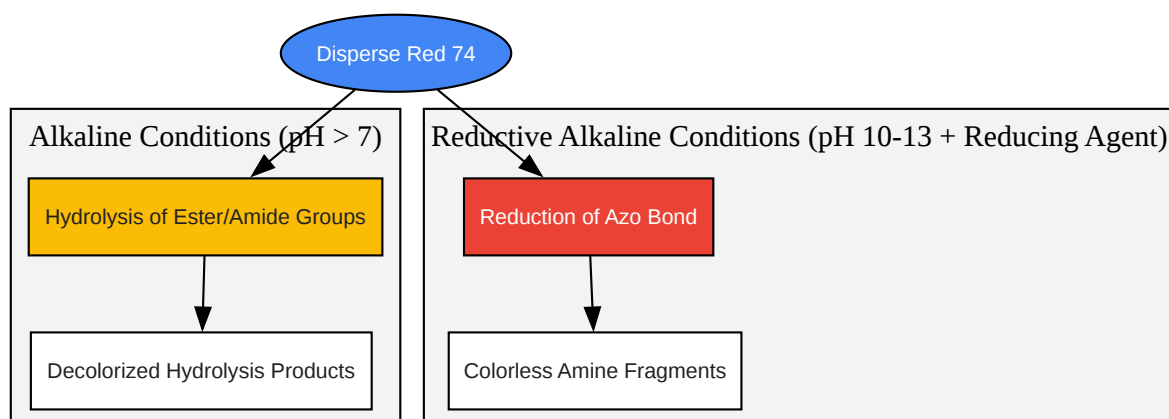 Disperse Red 74
Alkaline Conditions (pH > 7)
Reductive Alkaline Conditions (pH 10-13 + Reducing Agent)
Hydrolysis of Ester/Amide Groups
Reduction of Azo Bond
Decolorized Hydrolysis Products
Colorless Amine Fragments